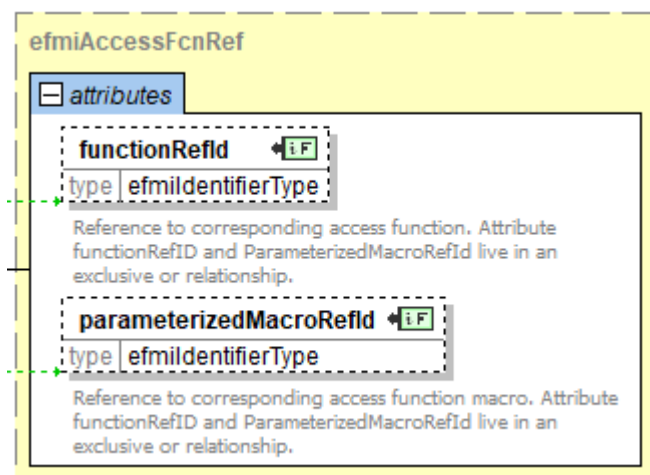 efmiAccessFcnRef
attributes
functionRefId iF
type efmiIdentifierType
Reference to corresponding access function. Attribute
functionRefID and ParameterizedMacroRefId live in an
exclusive or relationship.
parameterizedMacroRefId iF
type efmiIdentifierType
Reference to corresponding access function macro. Attribute
functionRefID and ParameterizedMacroRefId live in an
exclusive or relationship.